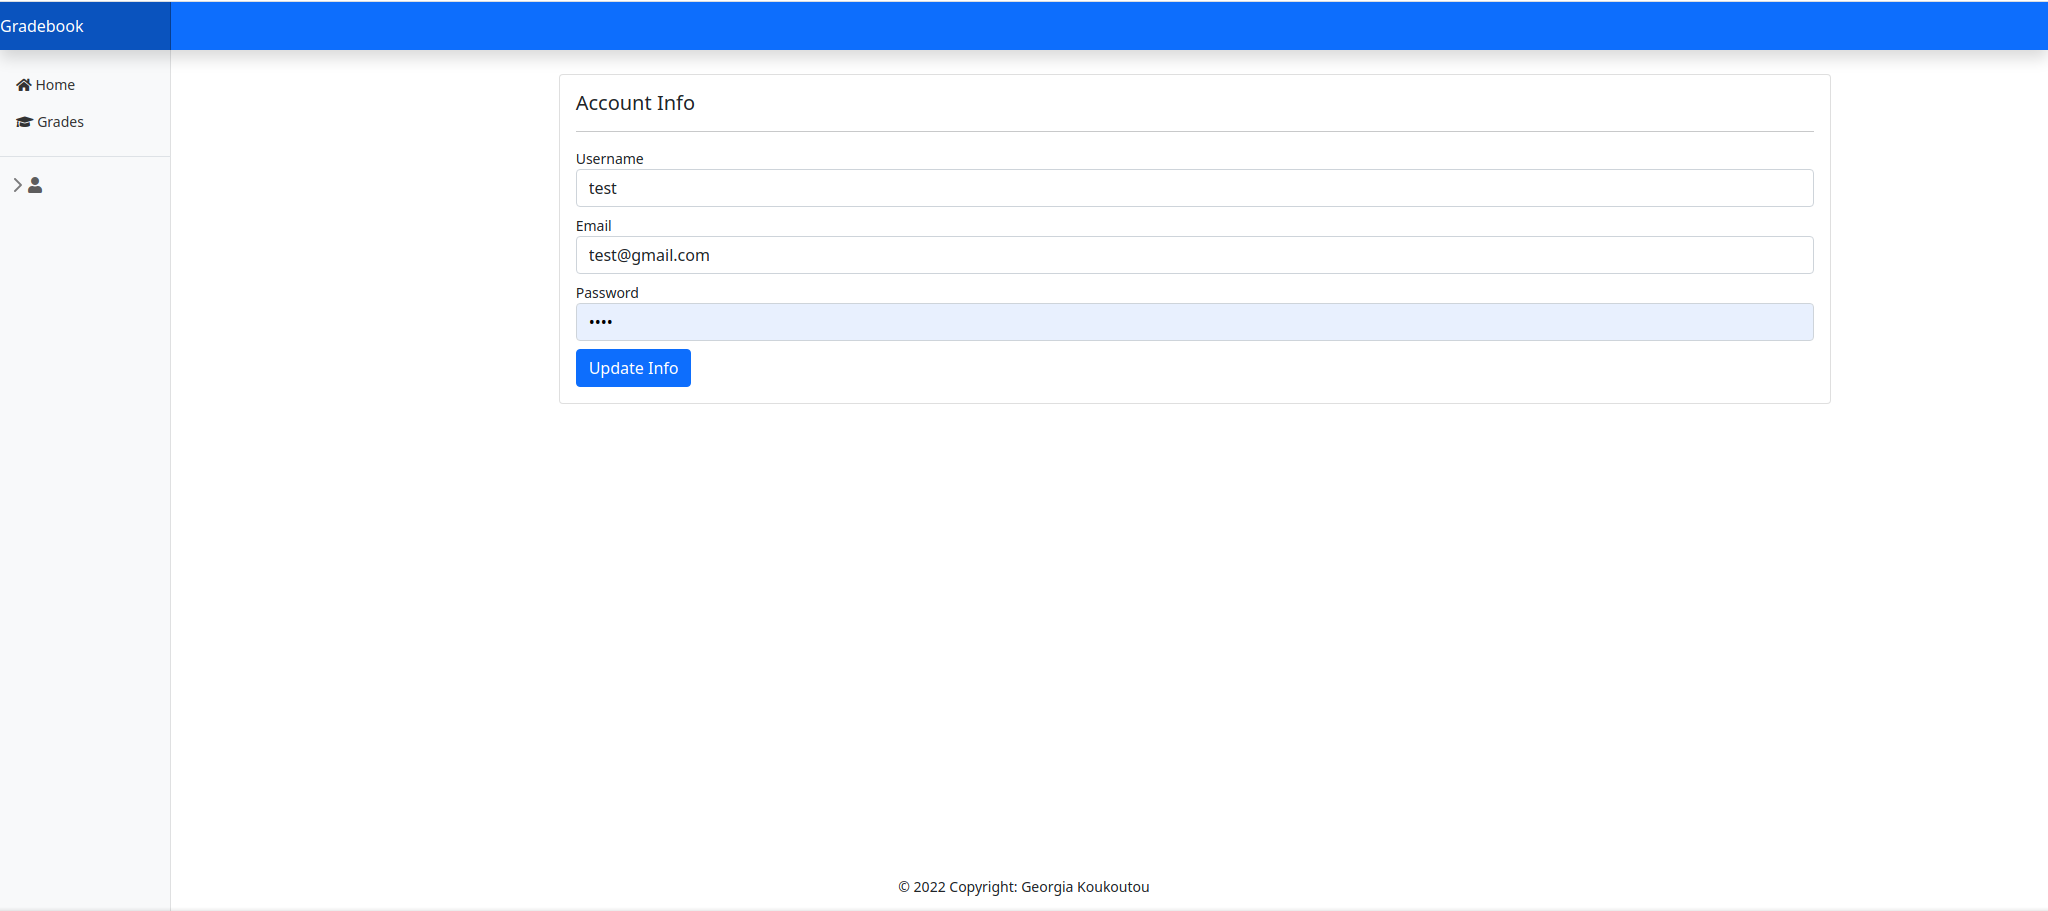 Gradebook
Home
Grades
Account Info
Username
test
Email
test@gmail.com
Password
••••
Update Info
© 2022 Copyright: Georgia Koukoutou